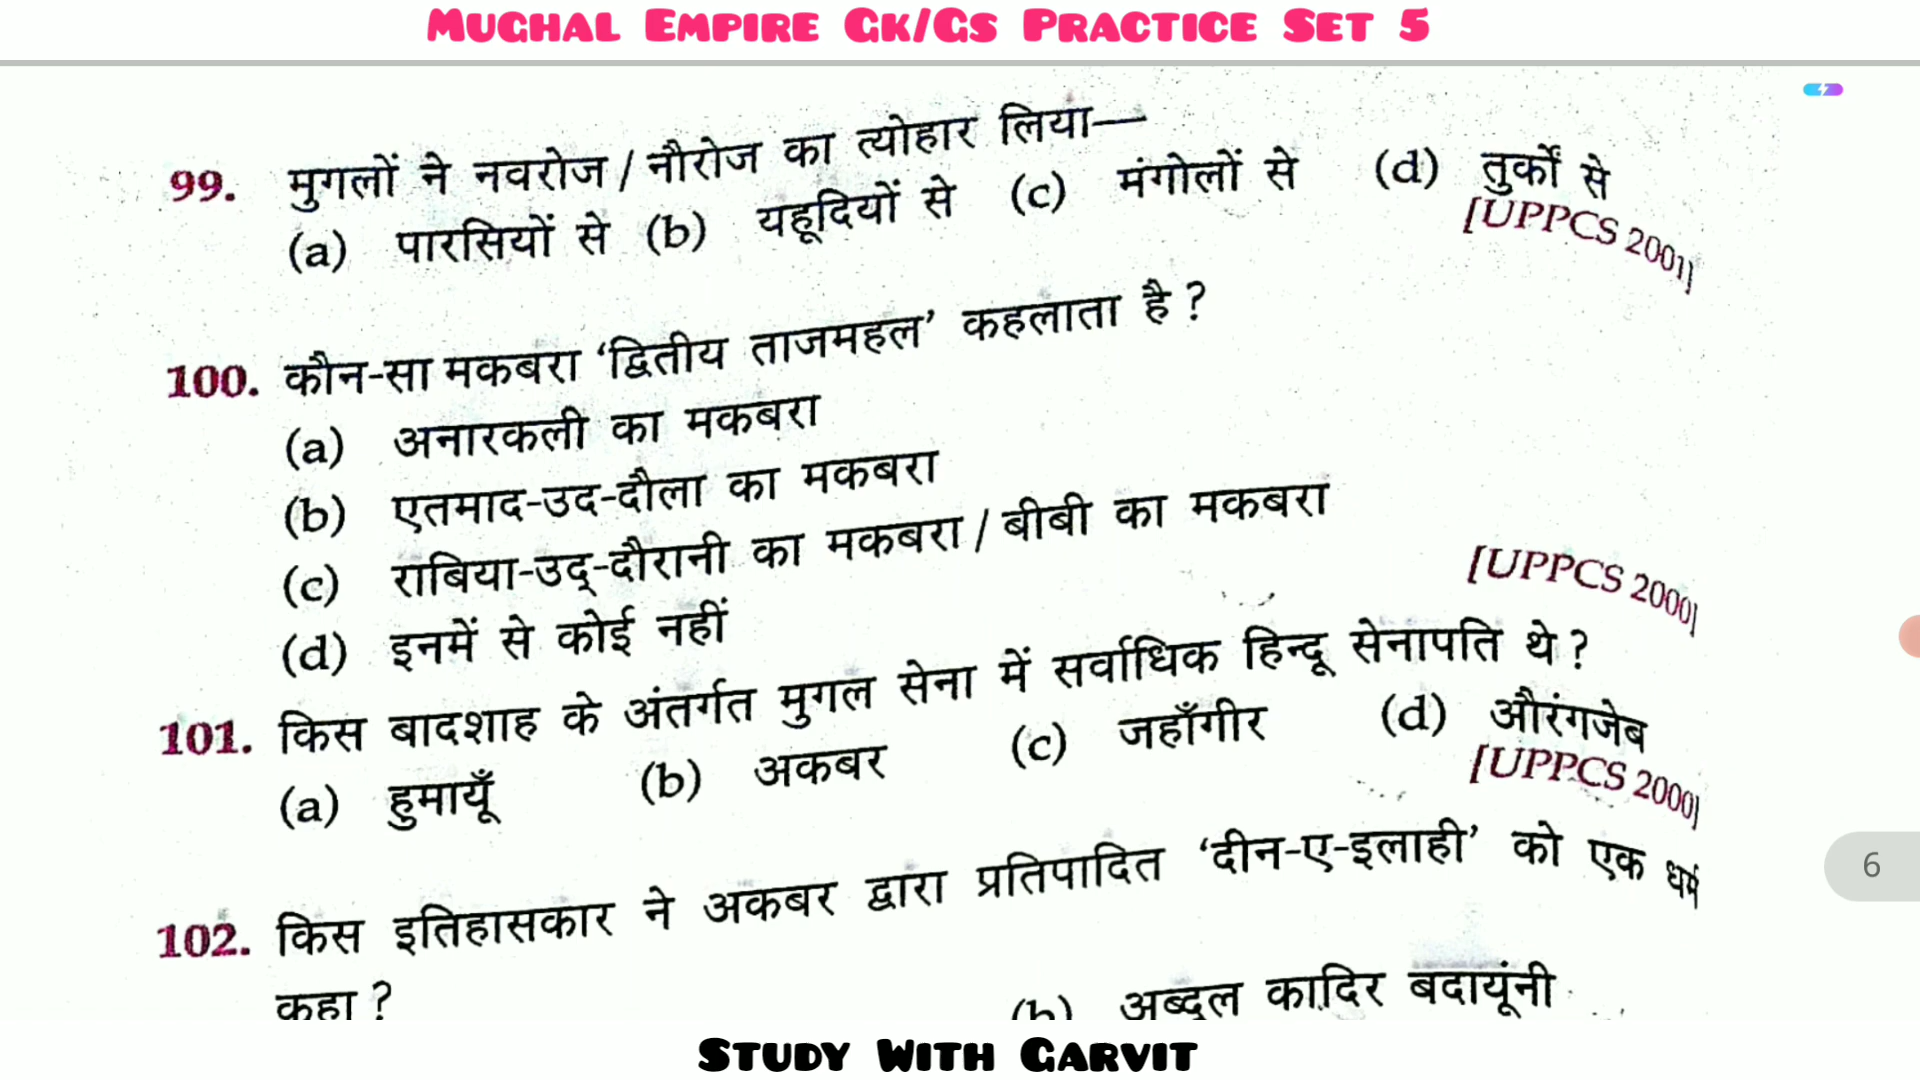 MUGHAL EMPIRE GK/GS PRACTICE SET 5
99. मुगलों ने नवरोज / नौरोज का त्योहार लिया—
(a) पारसियों से (b) यहूदियों से (c) मंगोलों से (d) तुर्कों से
[UPPCS 2001]
100. कौन-सा मकबरा ‘द्वितीय ताजमहल’ कहलाता है ?
(a) अनारकली का मकबरा
(b) एतमाद-उद-दौला का मकबरा
(c) राबिया-उद्-दौरानी का मकबरा / बीबी का मकबरा
(d) इनमें से कोई नहीं
[UPPCS 2000]
101. किस बादशाह के अंतर्गत मुगल सेना में सर्वाधिक हिन्दू सेनापति थे ?
(a) हुमायूँ (b) अकबर (c) जहाँगीर (d) औरंगजेब
[UPPCS 2000]
102. किस इतिहासकार ने अकबर द्वारा प्रतिपादित ‘दीन-ए-इलाही’ को एक धर्म
कहा ?
(b) अब्दुल कादिर बदायूंनी
6
STUDY WITH GARVIT